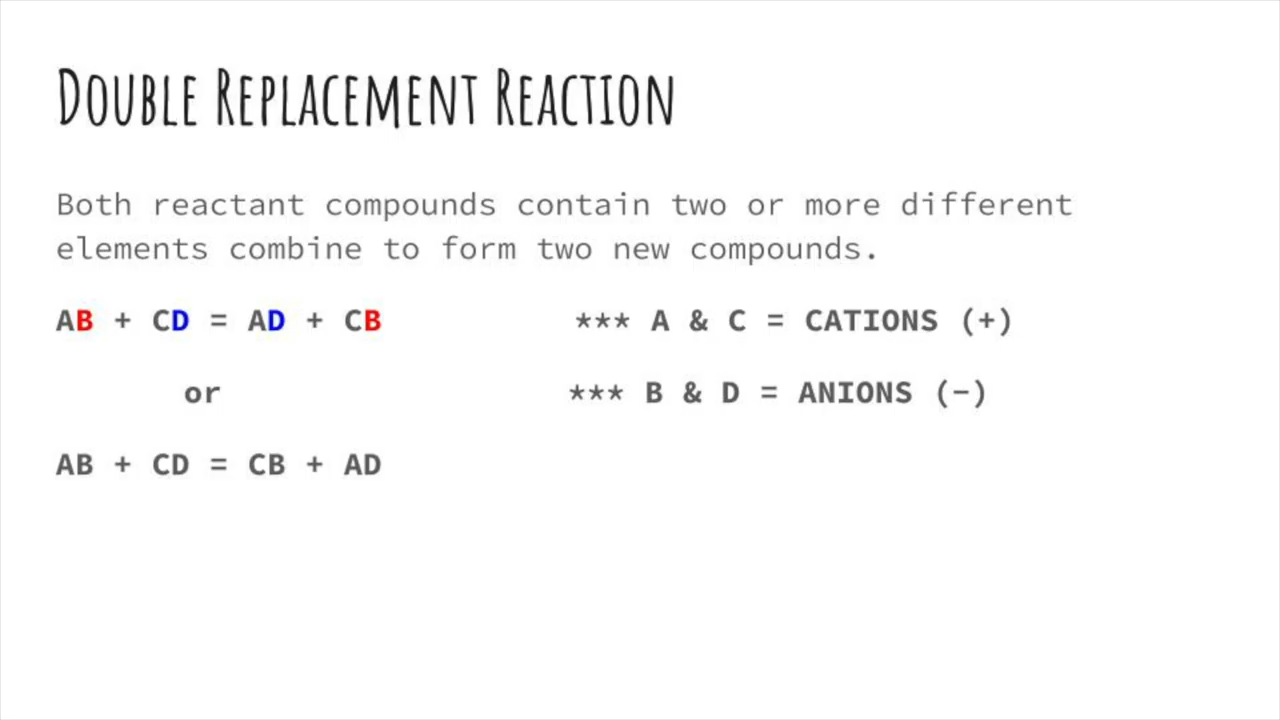 Double Replacement Reaction
Both reactant compounds contain two or more different
elements combine to form two new compounds.
AB + CD = AD + CB *** A & C = CATIONS (+)
or *** B & D = ANIONS (−)
AB + CD = CB + AD